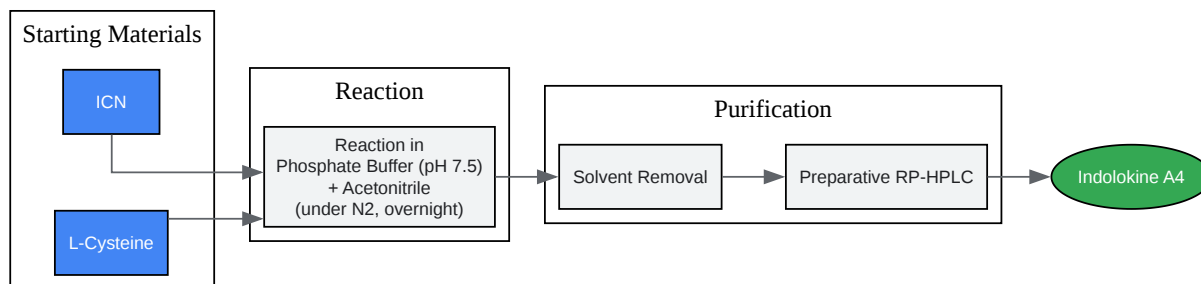 Starting Materials
ICN
L-Cysteine
Reaction
Reaction in
Phosphate Buffer (pH 7.5)
+ Acetonitrile
(under N2, overnight)
Purification
Solvent Removal
Preparative RP-HPLC
Indolokine A4